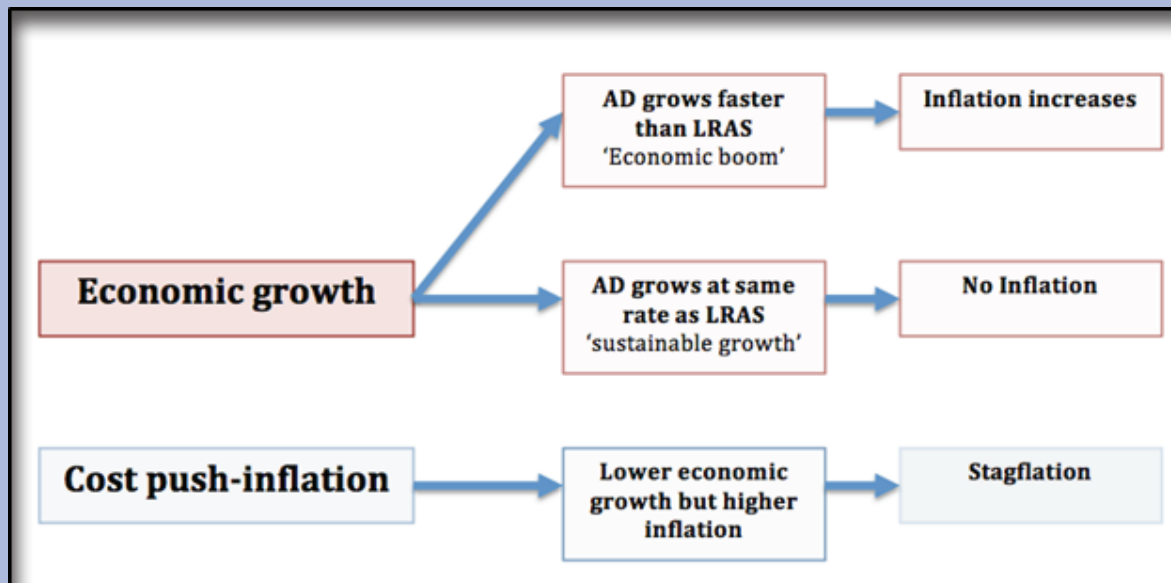 AD grows faster
than LRAS
‘Economic boom’
Inflation increases
Economic growth
AD grows at same
rate as LRAS
‘sustainable growth’
No Inflation
Cost push-inflation
Lower economic
growth but higher
inflation
Stagflation